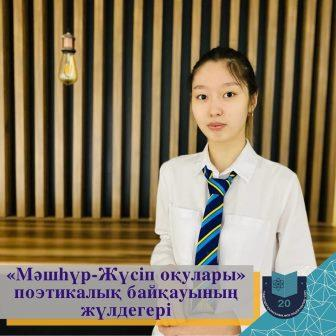 «Мәшһүр-Жүсіп оқулары»
поэтикалық байқауының
жүлдегері
20